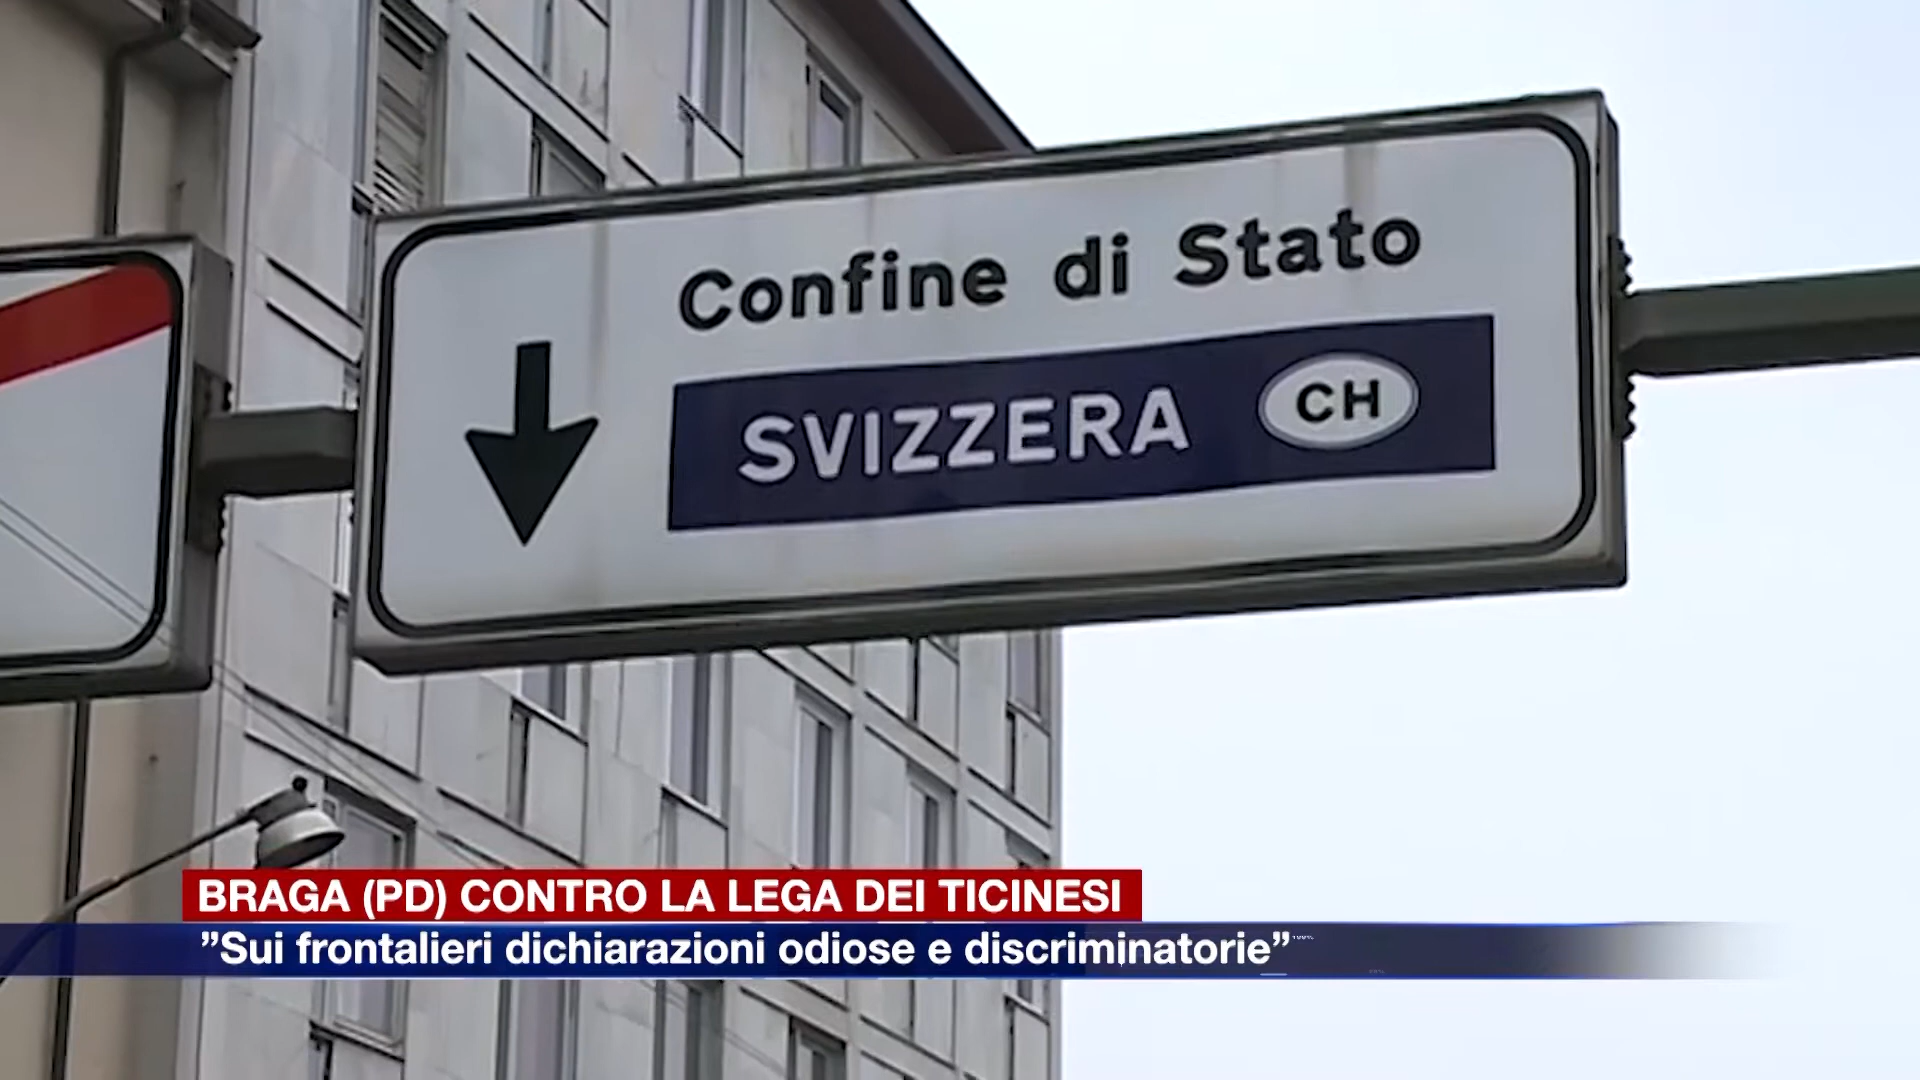 Confine di Stato
SVIZZERA CH
BRAGA (PD) CONTRO LA LEGA DEI TICINESI
”Sui frontalieri dichiarazioni odiose e discriminatorie”